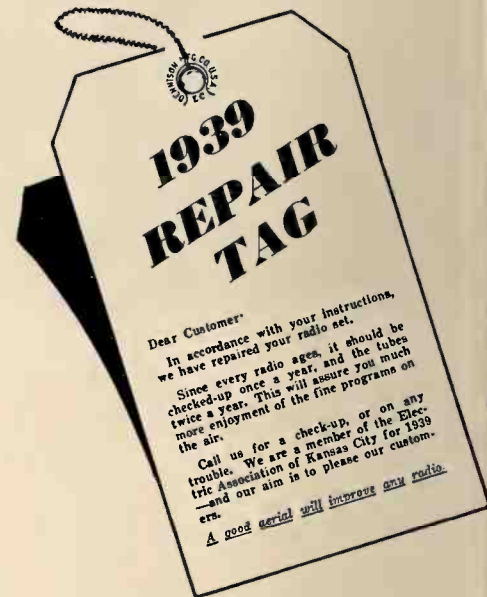 DENNISON MFG CO. U.S.A.
1939
REPAIR
TAG
Dear Customer
In accordance with your instructions,
we have repaired your radio set.
Since every radio ages, it should be
checked-up once a year, and the tubes
twice a year. This will assure you much
more enjoyment of the fine programs on
the air.
Call us for a check-up, or on any
trouble. We are a member of the Elec-
tric Association of Kansas City for 1939
—and our aim is to please our custom-
ers.
A good aerial will improve any radio.